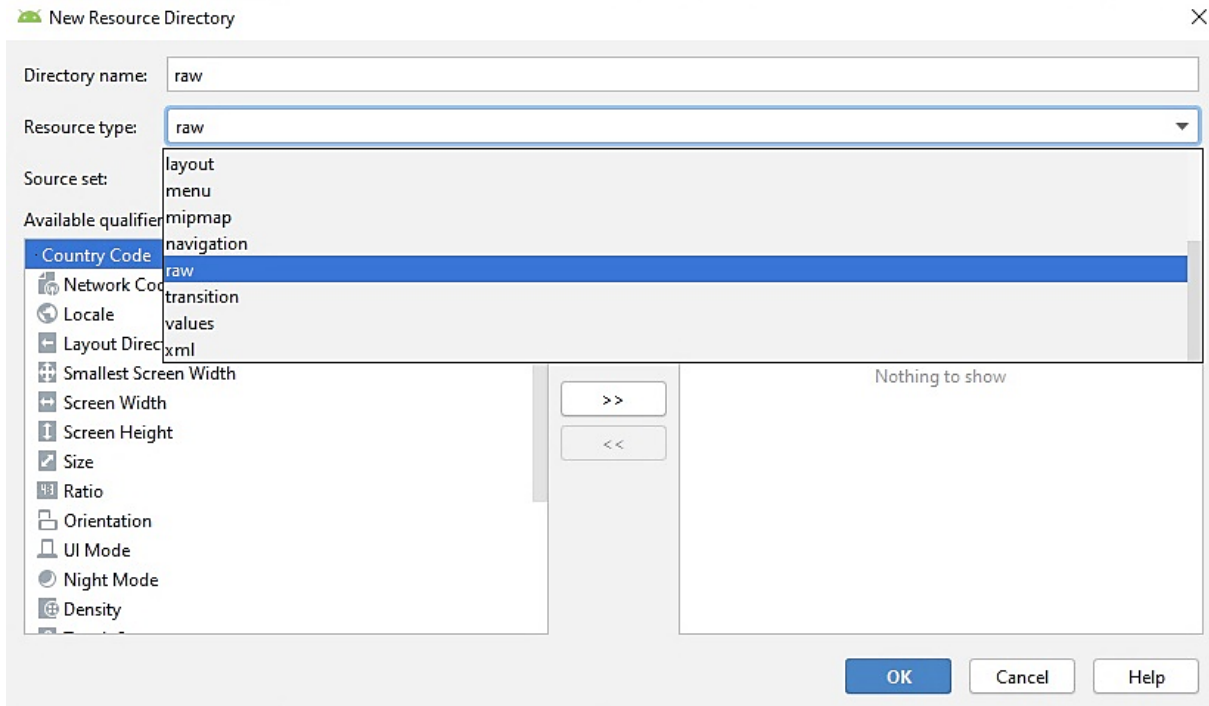 New Resource Directory
Directory name: raw
Resource type: raw
Source set:
layout
menu
mipmap
navigation
raw
transition
values
xml
Available qualifier
Country Code
Network Coc
Locale
Layout Direc
Smallest Screen Width
Screen Width
Screen Height
Size
Ratio
Orientation
UI Mode
Night Mode
Density
>>
<<
Nothing to show
OK
Cancel
Help